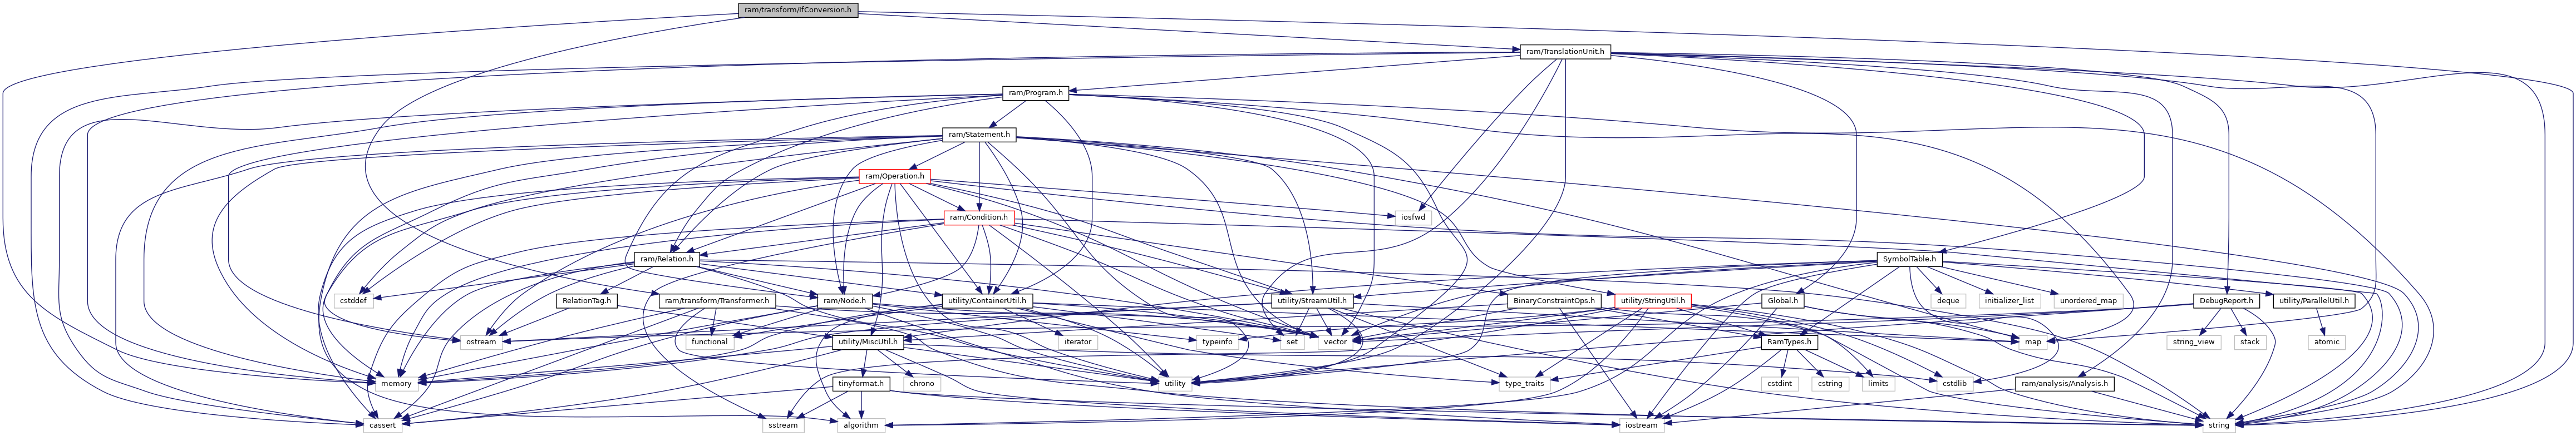 ram/transform/IfConversion.h
ram/TranslationUnit.h
ram/Program.h
ram/Statement.h
ram/Operation.h
ram/Condition.h
iosfwd
ram/Relation.h
SymbolTable.h
cstddef
RelationTag.h
ram/transform/Transformer.h
ram/Node.h
utility/ContainerUtil.h
utility/StreamUtil.h
BinaryConstraintOps.h
utility/StringUtil.h
Global.h
deque
initializer_list
unordered_map
DebugReport.h
utility/ParallelUtil.h
ostream
functional
utility/MiscUtil.h
iterator
typeinfo
set
vector
RamTypes.h
map
string_view
stack
atomic
memory
tinyformat.h
chrono
utility
type_traits
cstdint
cstring
limits
cstdlib
ram/analysis/Analysis.h
cassert
sstream
algorithm
iostream
string